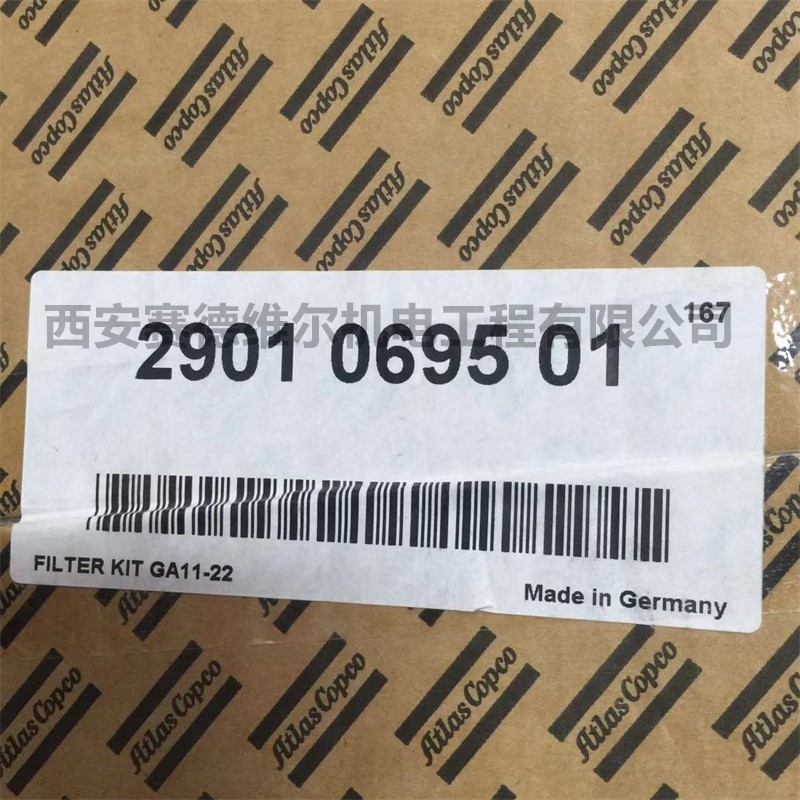 Atlas Copco
167
西安赛德维尔机电工程有限公司
2901 0695 01
FILTER KIT GA11-22
Made in Germany